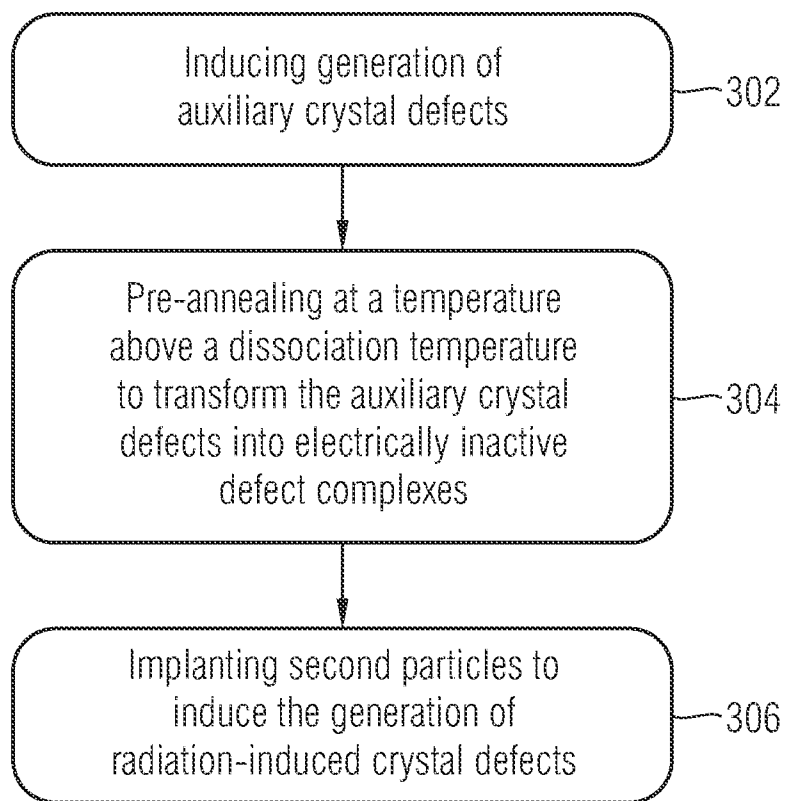 Inducing generation of
auxiliary crystal defects
302
Pre-annealing at a temperature
above a dissociation temperature
to transform the auxiliary crystal
defects into electrically inactive
defect complexes
304
Implanting second particles to
induce the generation of
radiation-induced crystal defects
306